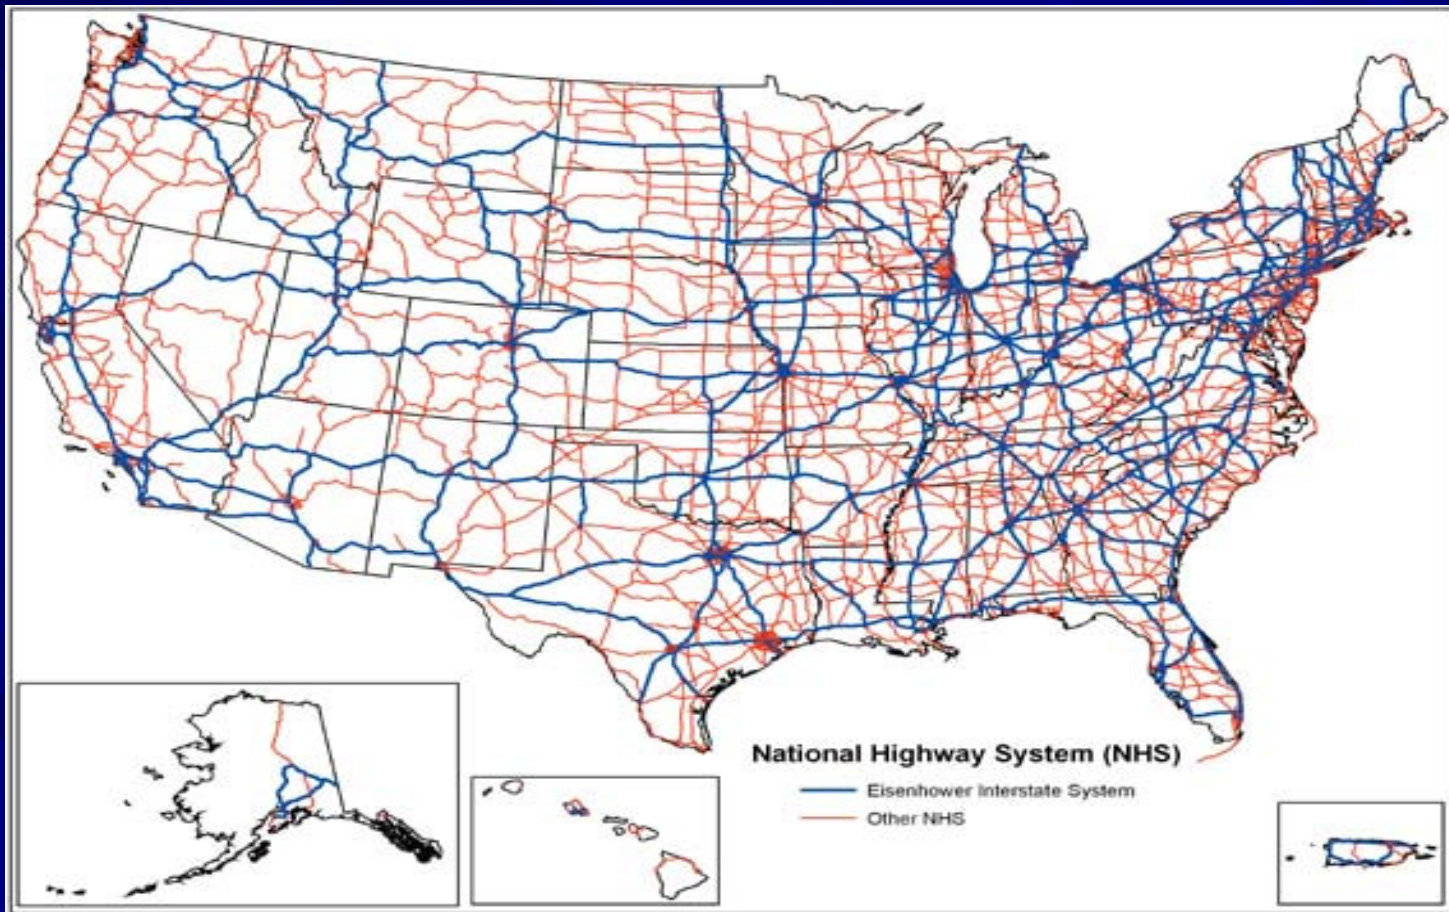 National Highway System (NHS)
Eisenhower Interstate System
Other NHS